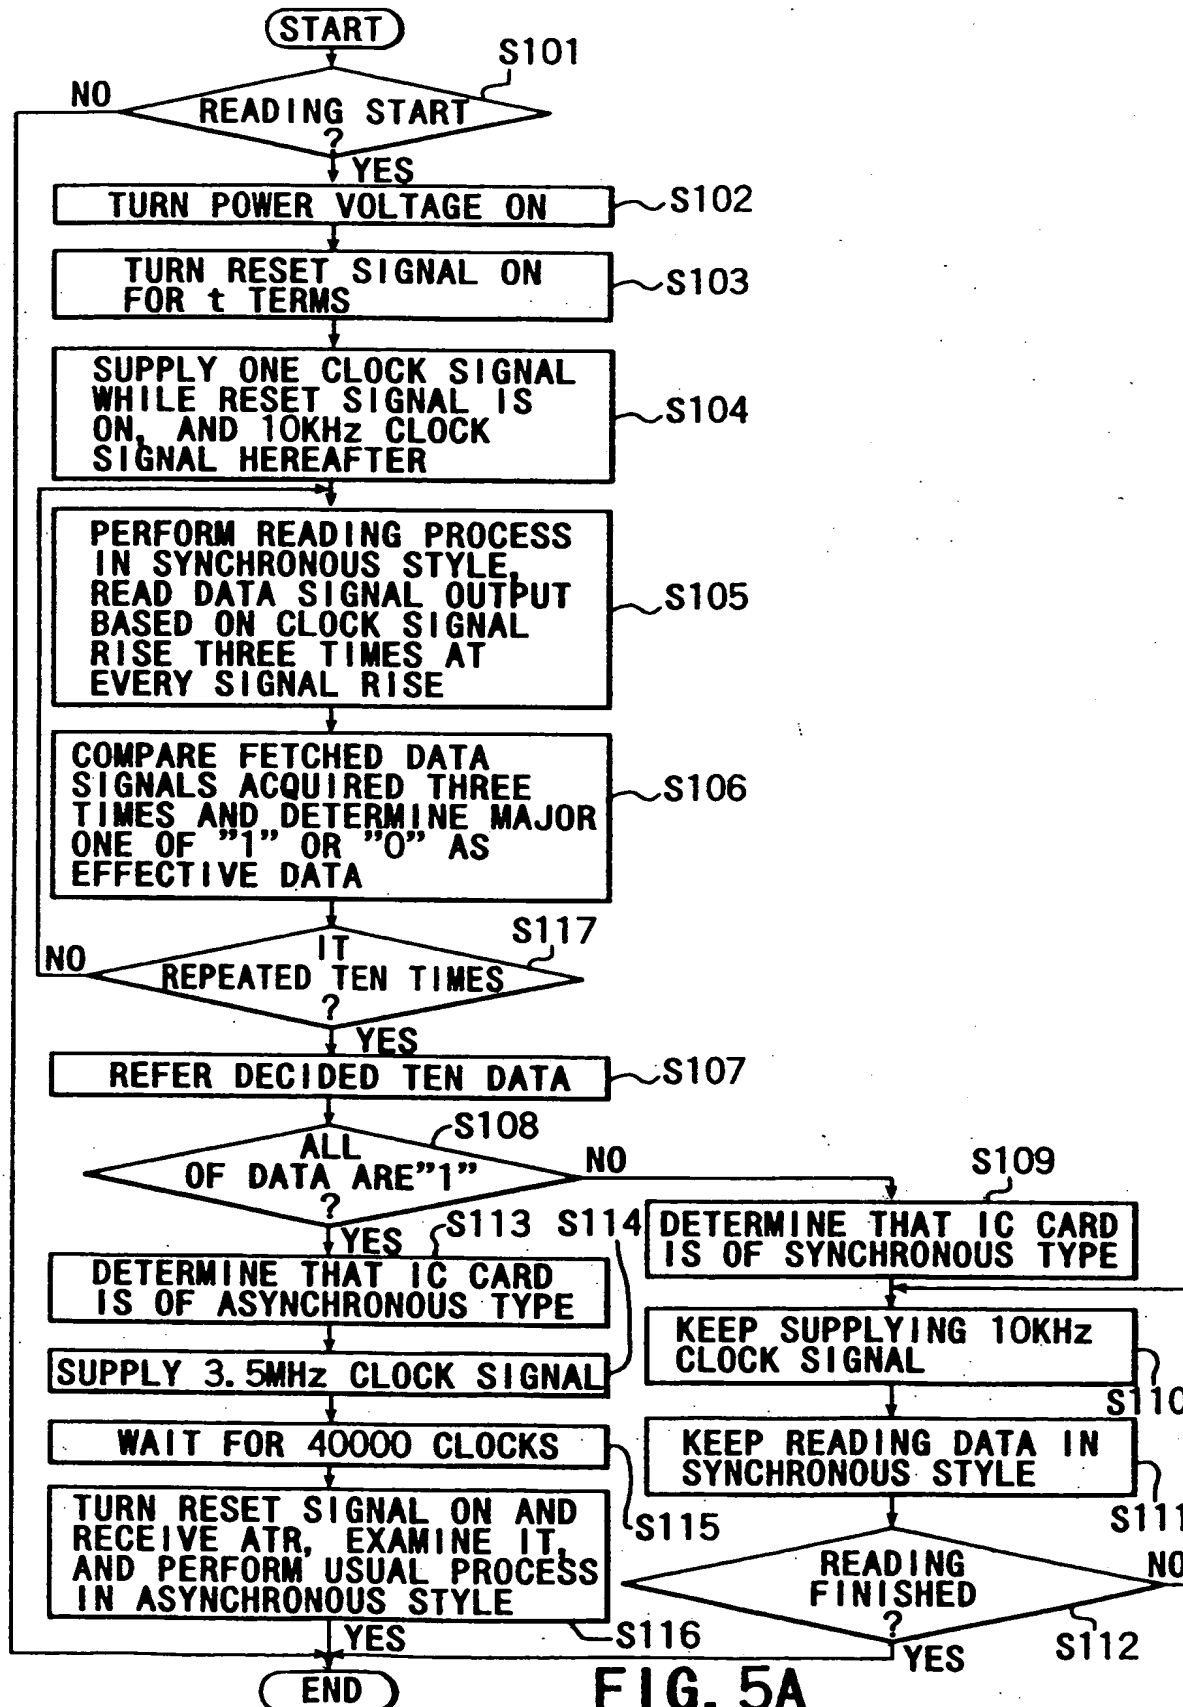 START
S101
NO
READING START
?
YES
TURN POWER VOLTAGE ON
S102
TURN RESET SIGNAL ON
FOR t TERMS
S103
SUPPLY ONE CLOCK SIGNAL
WHILE RESET SIGNAL IS
ON, AND 10KHz CLOCK
SIGNAL HEREAFTER
S104
PERFORM READING PROCESS
IN SYNCHRONOUS STYLE,
READ DATA SIGNAL OUTPUT
BASED ON CLOCK SIGNAL
RISE THREE TIMES AT
EVERY SIGNAL RISE
S105
COMPARE FETCHED DATA
SIGNALS ACQUIRED THREE
TIMES AND DETERMINE MAJOR
ONE OF "1" OR "0" AS
EFFECTIVE DATA
S106
S117
NO
IT
REPEATED TEN TIMES
?
YES
REFER DECIDED TEN DATA
S107
S108
ALL
OF DATA ARE"1"
?
NO
YES
S109
DETERMINE THAT IC CARD
IS OF SYNCHRONOUS TYPE
S113
S114
DETERMINE THAT IC CARD
IS OF ASYNCHRONOUS TYPE
KEEP SUPPLYING 10KHz
CLOCK SIGNAL
S110
SUPPLY 3.5MHz CLOCK SIGNAL
WAIT FOR 40000 CLOCKS
S115
KEEP READING DATA IN
SYNCHRONOUS STYLE
S111
TURN RESET SIGNAL ON AND
RECEIVE ATR, EXAMINE IT,
AND PERFORM USUAL PROCESS
IN ASYNCHRONOUS STYLE
S116
READING
FINISHED
?
NO
S112
YES
YES
END
FIG. 5A